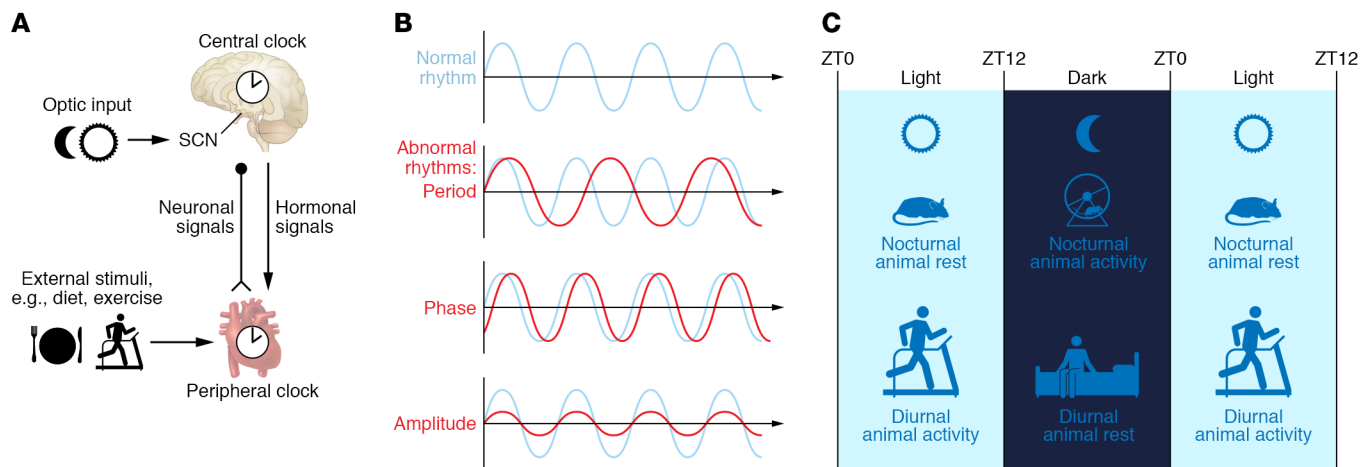 A
Central clock
Optic input
SCN
Neuronal
signals
Hormonal
signals
External stimuli,
e.g., diet, exercise
Peripheral clock
B
Normal
rhythm
Abnormal
rhythms:
Period
Phase
Amplitude
C
ZT0
ZT12
ZT0
ZT12
Light
Dark
Light
Nocturnal
animal rest
Nocturnal
animal activity
Nocturnal
animal rest
Diurnal
animal activity
Diurnal
animal rest
Diurnal
animal activity